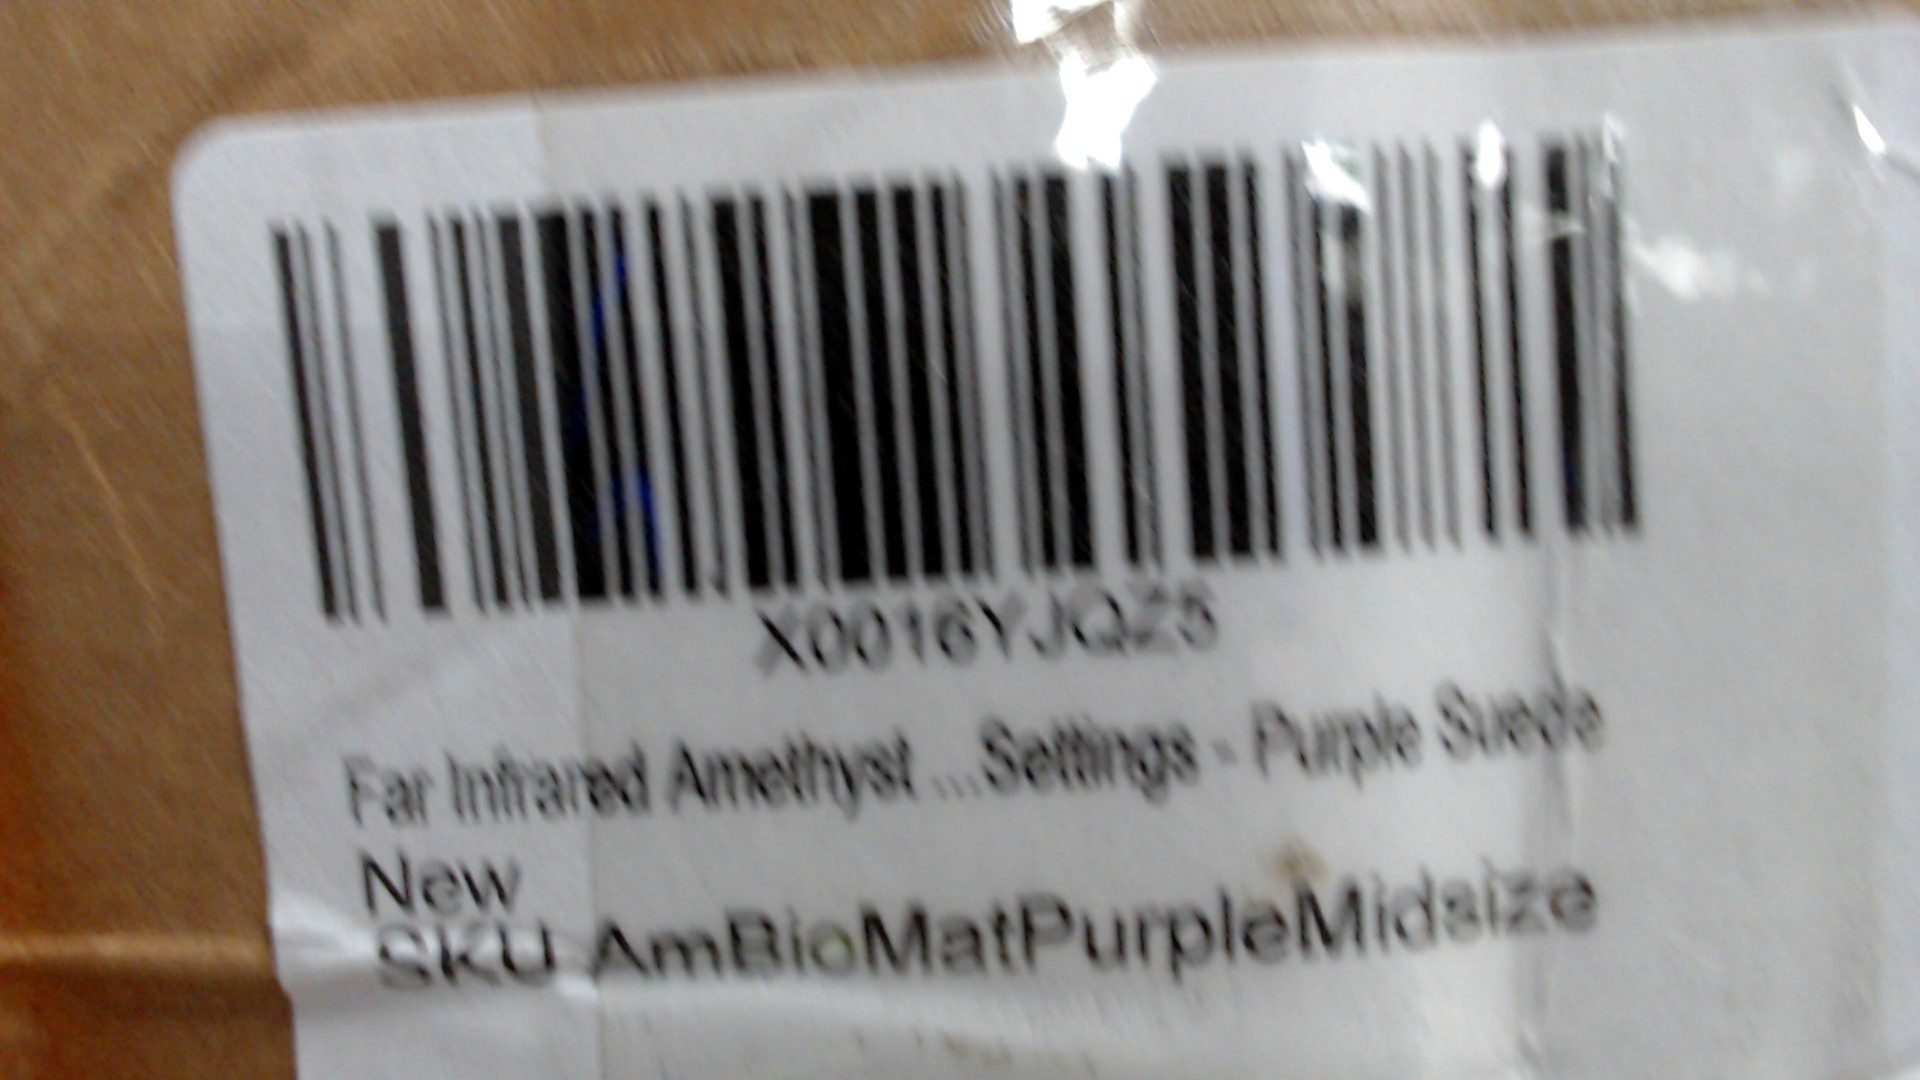 X0016YJQZ5
Far Infrared Amethyst ...Settings - Purple Suede
New
SKU AmBioMatPurpleMidsize